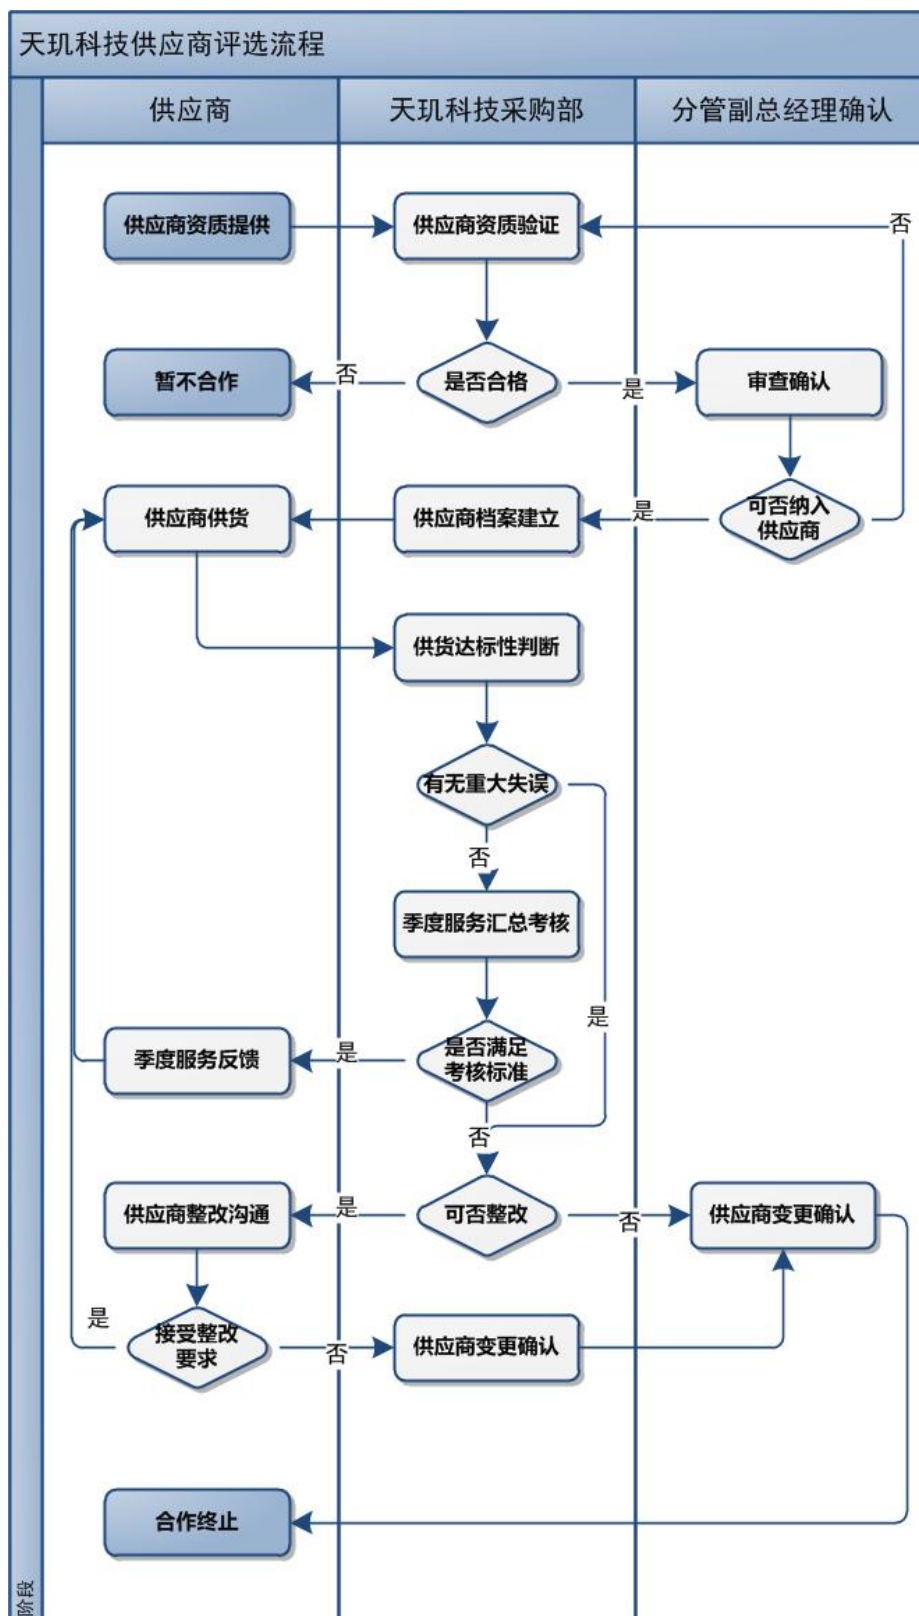 天玑科技供应商评选流程
供应商
天玑科技采购部
分管副总经理确认
供应商资质提供
供应商资质验证
否
暂不合作
否
是否合格
是
审查确认
供应商供货
供应商档案建立
是
可否纳入
供应商
供货达标性判断
有无重大失误
否
季度服务汇总考核
是
季度服务反馈
是
是否满足
考核标准
否
供应商整改沟通
是
可否整改
否
供应商变更确认
是
接受整改
要求
否
供应商变更确认
合作终止
阶段